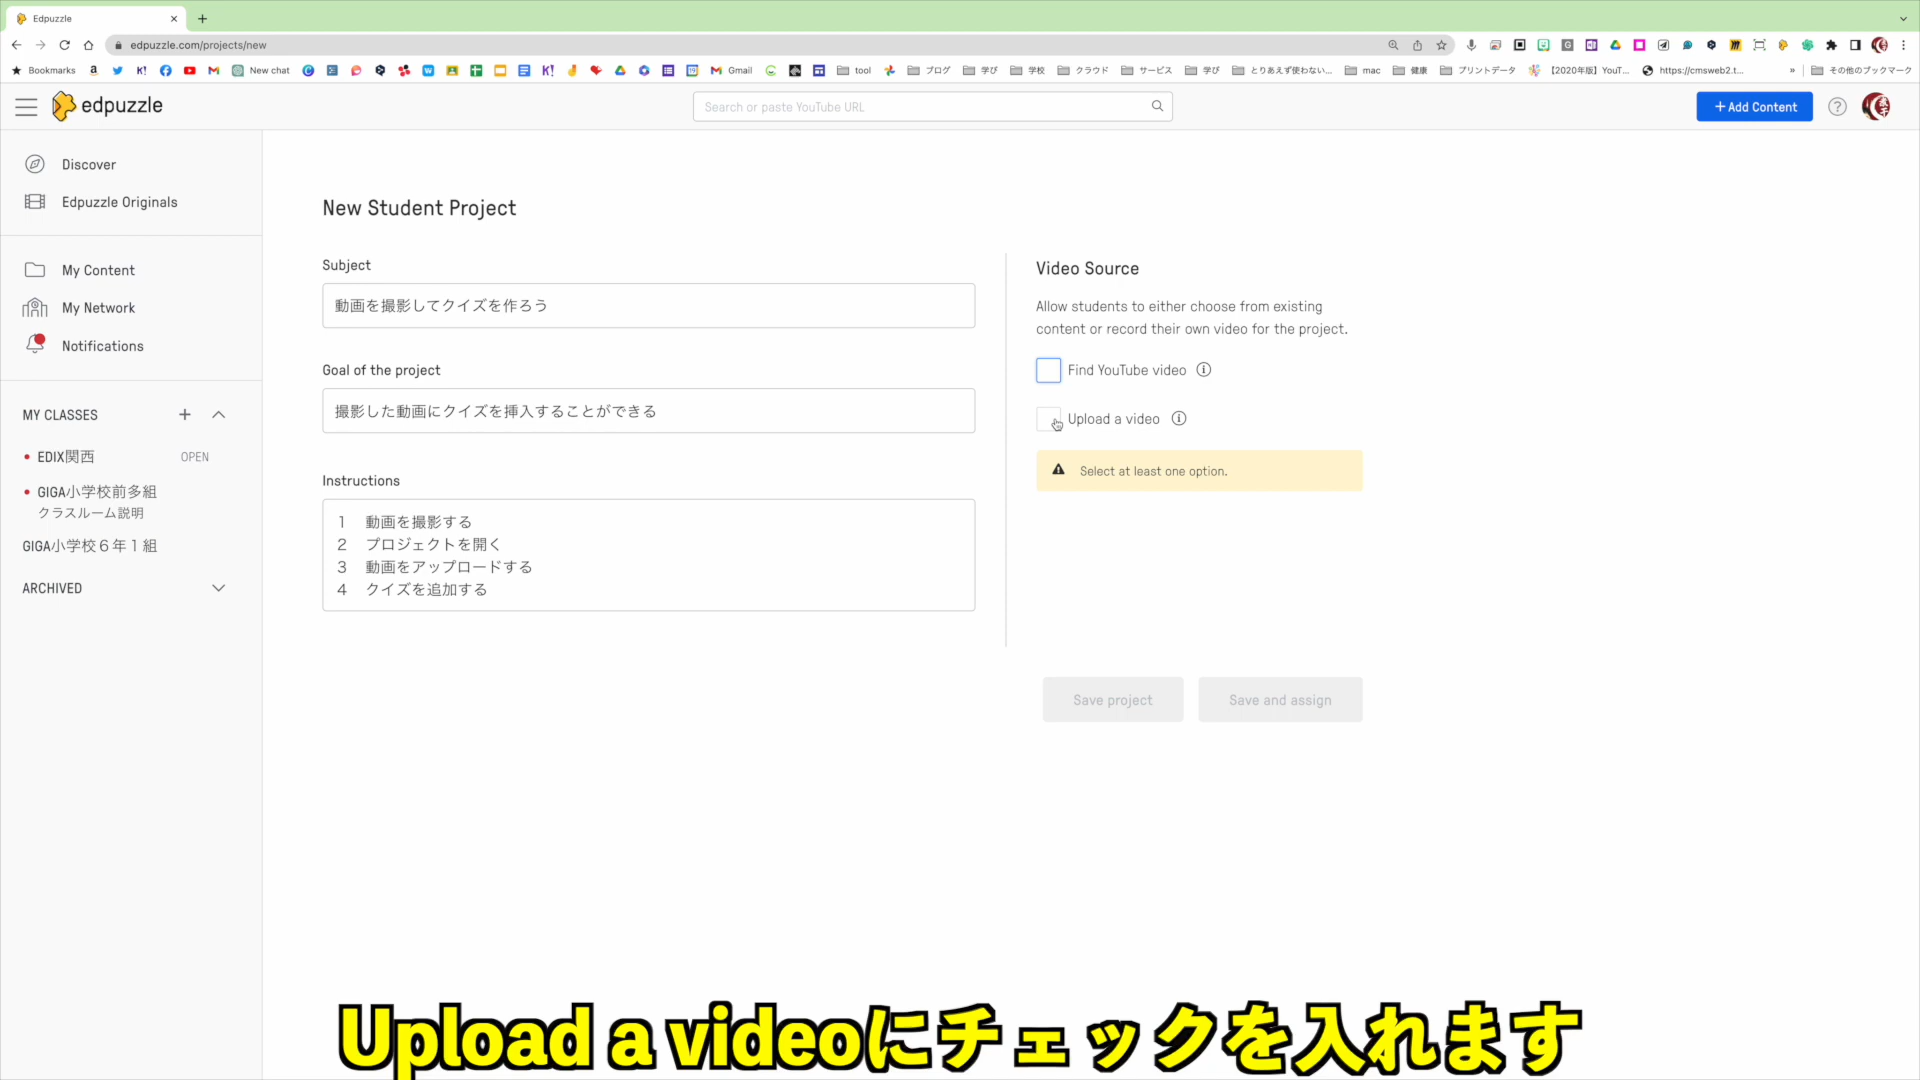 Edpuzzle
edpuzzle.com/projects/new
Bookmarks
New chat
Gmail
tool
ブログ
学び
学校
クラウド
サービス
学び
とりあえず使わない...
mac
健康
プリントデータ
【2020年版】YouT...
https://cmsweb2.t...
»
その他のブックマーク
edpuzzle
Search or paste YouTube URL
+ Add Content
Discover
Edpuzzle Originals
My Content
My Network
Notifications
MY CLASSES
EDIX関西 OPEN
GIGA小学校前多組
クラスルーム説明
GIGA小学校６年１組
ARCHIVED
New Student Project
Subject
動画を撮影してクイズを作ろう
Goal of the project
撮影した動画にクイズを挿入することができる
Instructions
1 動画を撮影する
2 プロジェクトを開く
3 動画をアップロードする
4 クイズを追加する
Video Source
Allow students to either choose from existing
content or record their own video for the project.
Find YouTube video
Upload a video
Select at least one option.
Save project
Save and assign
Upload a videoにチェックを入れます